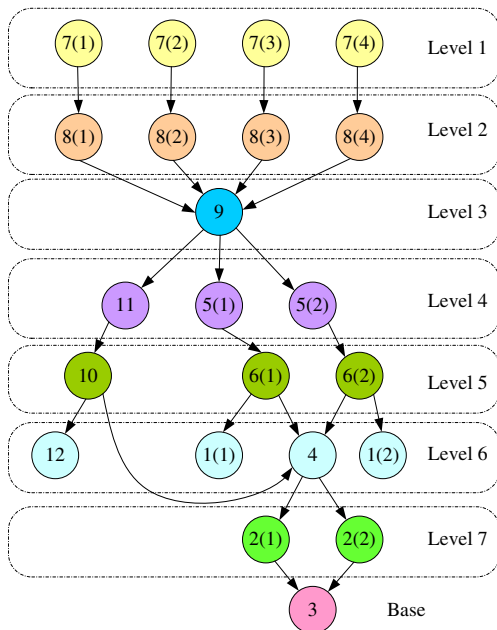 7(1) 7(2) 7(3) 7(4) Level 1
8(1) 8(2) 8(3) 8(4) Level 2
9 Level 3
11 5(1) 5(2) Level 4
10 6(1) 6(2) Level 5
12 1(1) 4 1(2) Level 6
2(1) 2(2) Level 7
3 Base